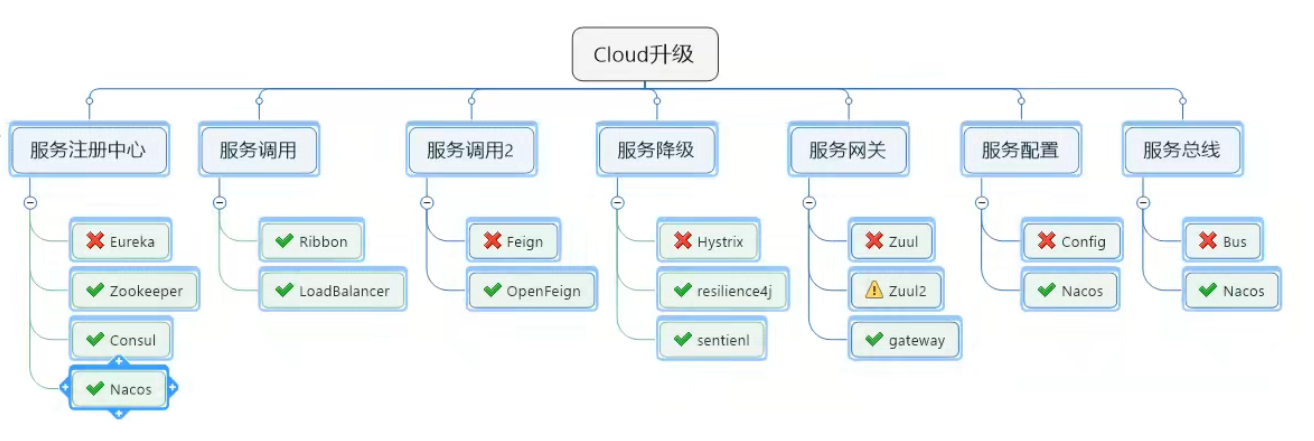 Cloud升级
服务注册中心
服务调用
服务调用2
服务降级
服务网关
服务配置
服务总线
Eureka
Ribbon
Feign
Hystrix
Zuul
Config
Bus
Zookeeper
LoadBalancer
OpenFeign
resilience4j
Zuul2
Nacos
Nacos
Consul
sentienl
gateway
Nacos